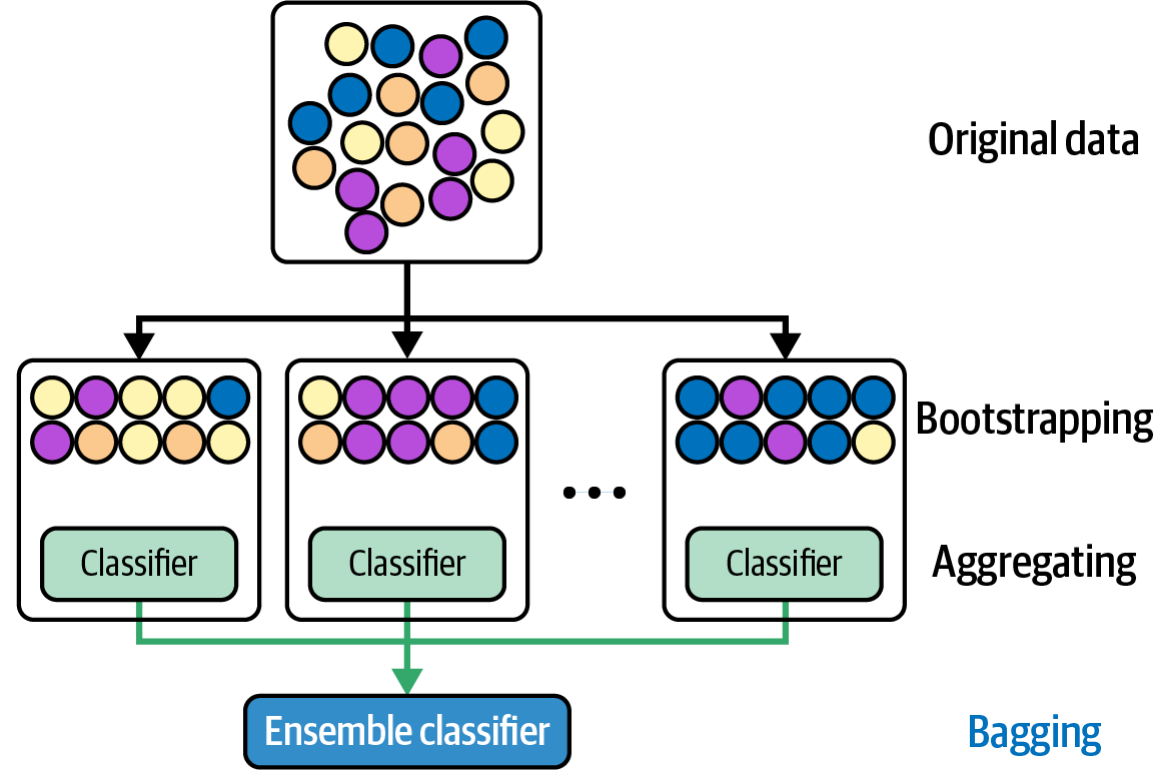 Original data
Bootstrapping
Classifier
Classifier
Classifier
Aggregating
Ensemble classifier
Bagging